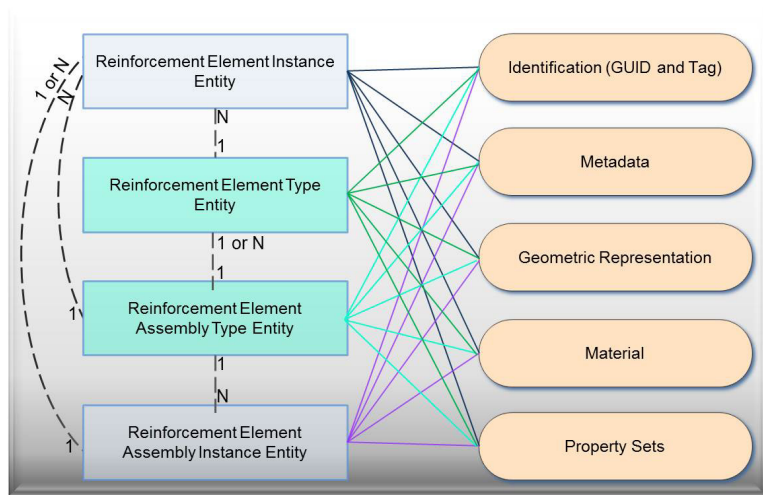 Reinforcement Element Instance
Entity
Identification (GUID and Tag)
1 or N
N
N
1
Metadata
Reinforcement Element Type
Entity
1 or N
1
Geometric Representation
Reinforcement Element
Assembly Type Entity
1
1
N
Material
Reinforcement Element
Assembly Instance Entity
1
Property Sets